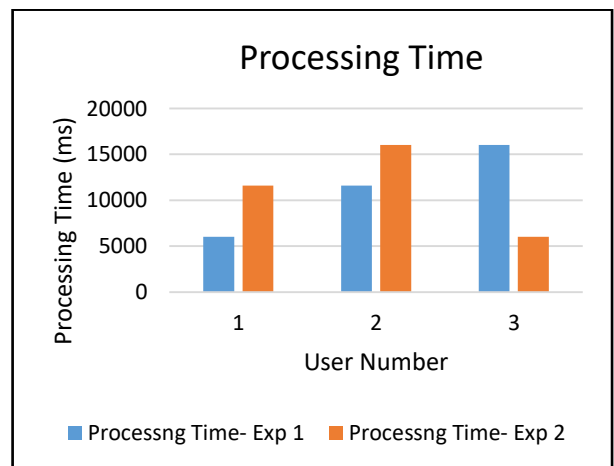 Processing Time
Processing Time (ms)
20000
15000
10000
5000
0
1 2 3
User Number
Processng Time- Exp 1 Processng Time- Exp 2